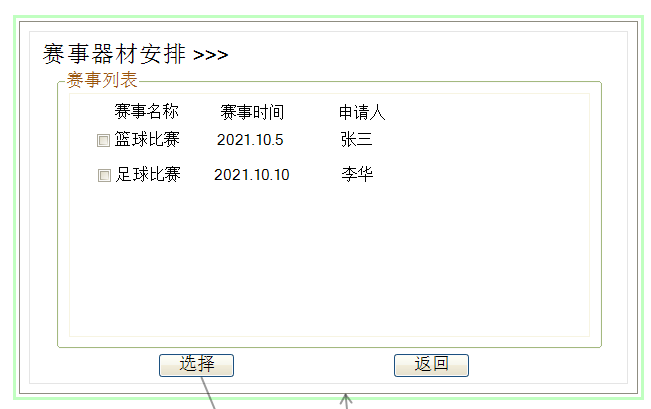 赛事器材安排 >>>
赛事列表
赛事名称 赛事时间 申请人
篮球比赛 2021.10.5 张三
足球比赛 2021.10.10 李华
选择 返回